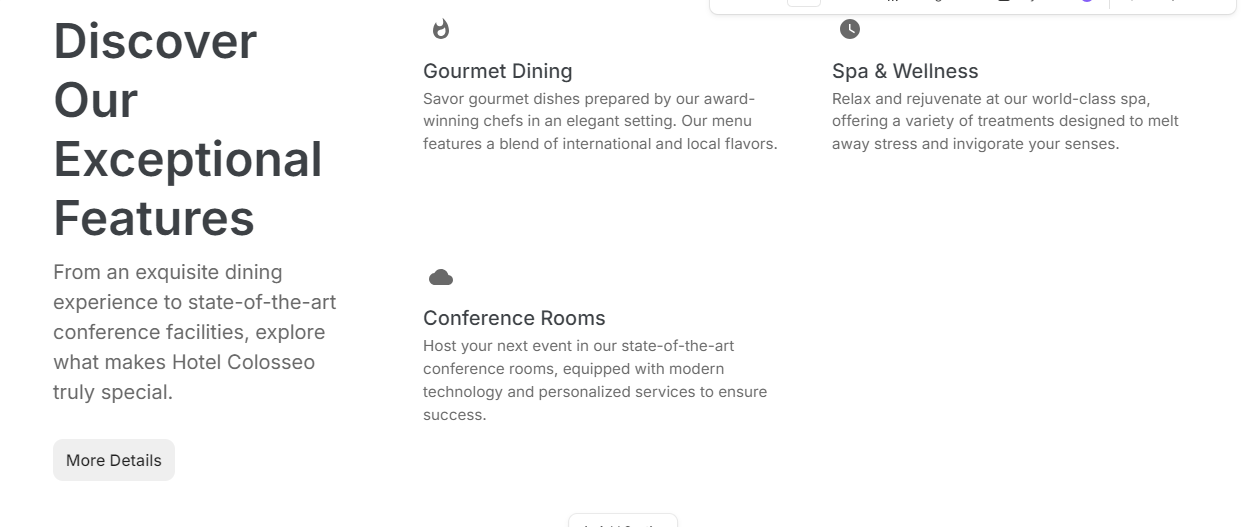 Discover
Our
Exceptional
Features
From an exquisite dining
experience to state-of-the-art
conference facilities, explore
what makes Hotel Colosseo
truly special.
More Details
Gourmet Dining
Savor gourmet dishes prepared by our award-
winning chefs in an elegant setting. Our menu
features a blend of international and local flavors.
Spa & Wellness
Relax and rejuvenate at our world-class spa,
offering a variety of treatments designed to melt
away stress and invigorate your senses.
Conference Rooms
Host your next event in our state-of-the-art
conference rooms, equipped with modern
technology and personalized services to ensure
success.